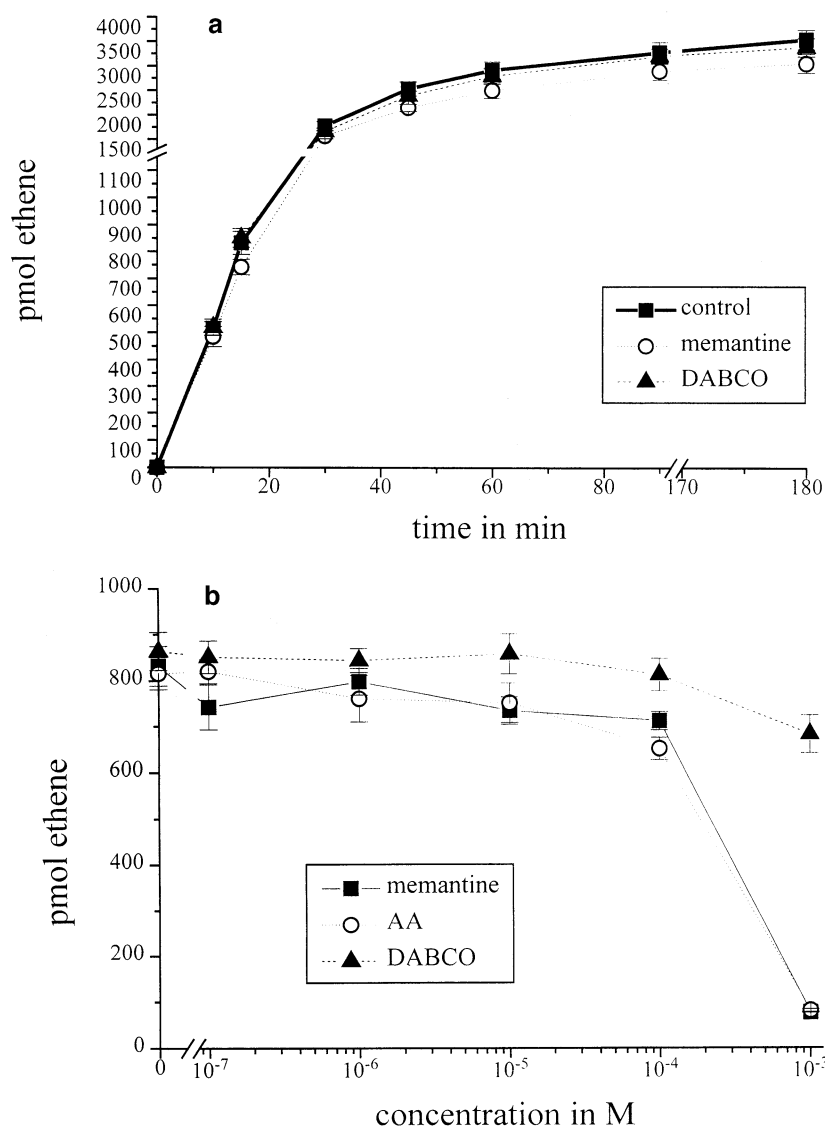 a
4000
3500
3000
2500
2000
1500
1100
1000
900
800
700
600
500
400
300
200
100
0
pmol ethene
control
memantine
DABCO
0 20 40 60 80 170 180
time in min
b
1000
800
600
400
200
0
pmol ethene
memantine
AA
DABCO
0 10⁻⁷ 10⁻⁶ 10⁻⁵ 10⁻⁴ 10⁻³
concentration in M